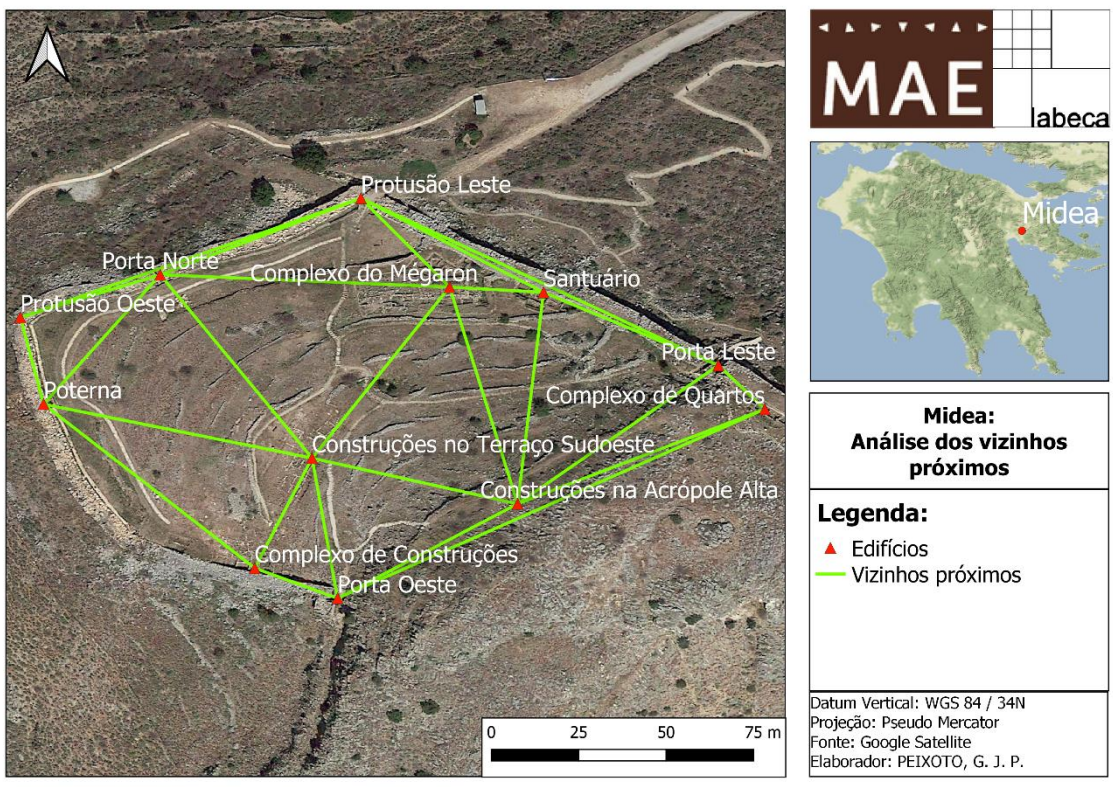 Protusão Leste
Porta Norte
Complexo do Mégaron
Santuário
Protusão Oeste
Porta Leste
Poterna
Complexo de Quartos
Construções no Terraço Sudoeste
Construções na Acrópole Alta
Complexo de Construções
Porta Oeste
0 25 50 75 m
MAE
labeca
Midea
Midea:
Análise dos vizinhos
próximos
Legenda:
Edifícios
Vizinhos próximos
Datum Vertical: WGS 84 / 34N
Projeção: Pseudo Mercator
Fonte: Google Satellite
Elaborador: PEIXOTO, G. J. P.